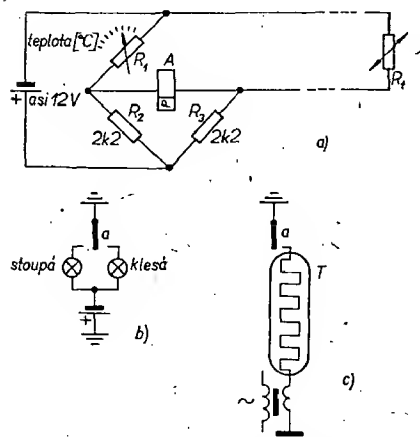 teplota [°C]
R1
A
P
Rt
+ asi 12V
R2
2k2
R3
2k2
a)
a
stoupá
klesá
+
b)
a
T
~
c)